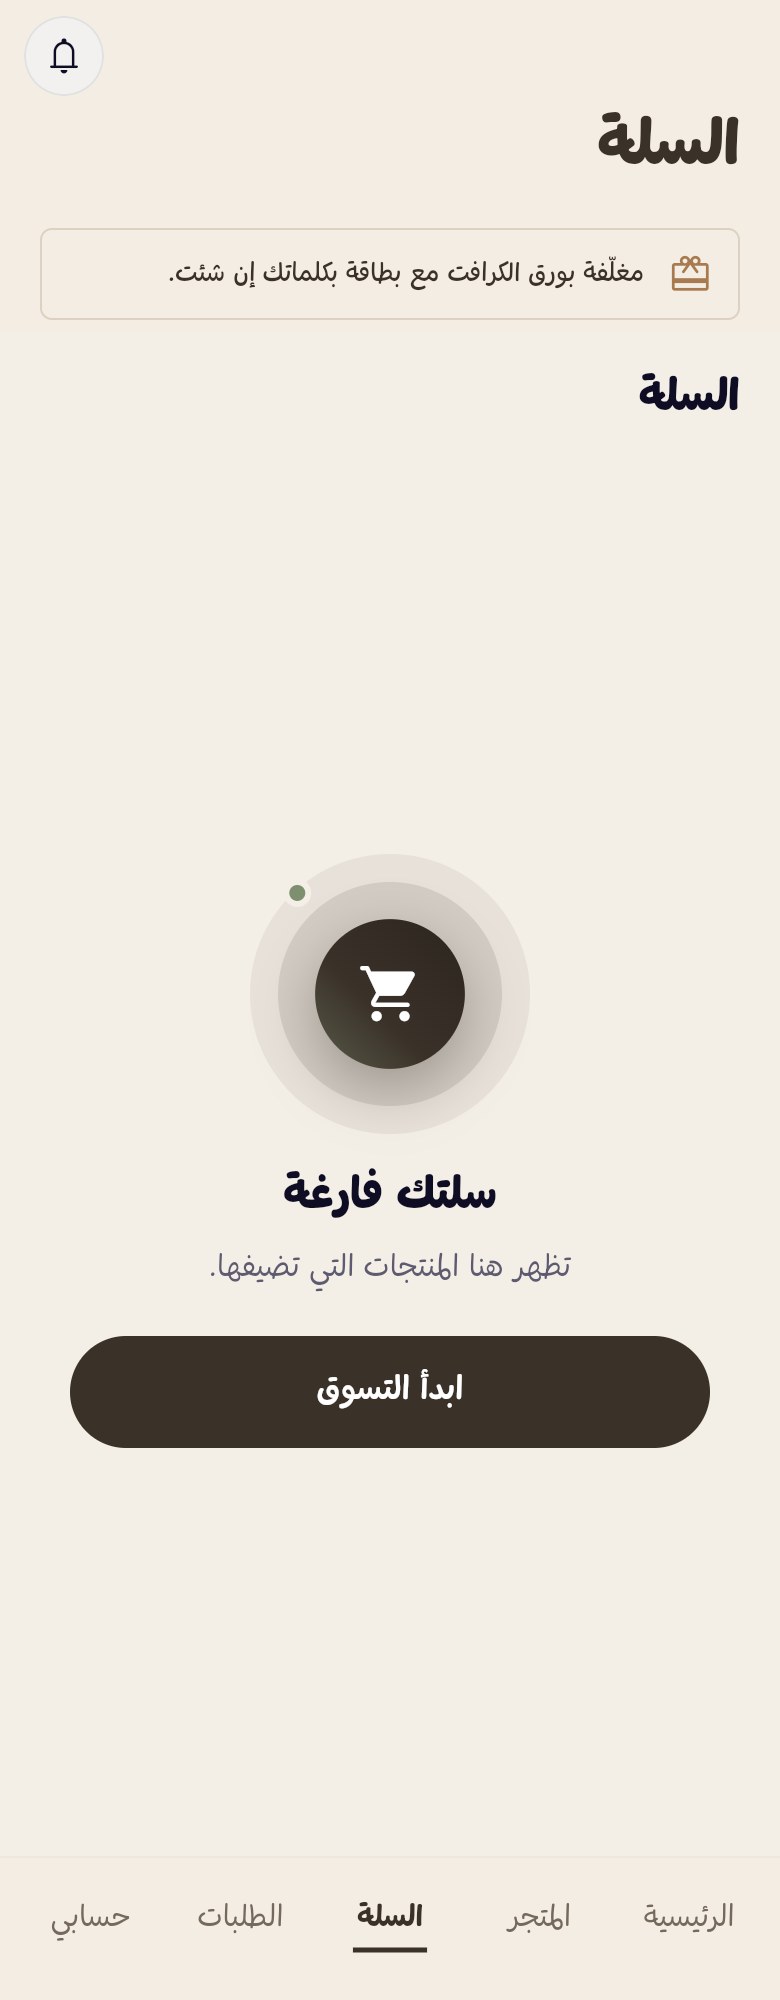 السلة
مغلّفة بورق الكرافت مع بطاقة بكلماتك إن شئت.
السلة
سلتك فارغة
تظهر هنا المنتجات التي تضيفها.
ابدأ التسوق
الرئيسية
المتجر
السلة
الطلبات
حسابي